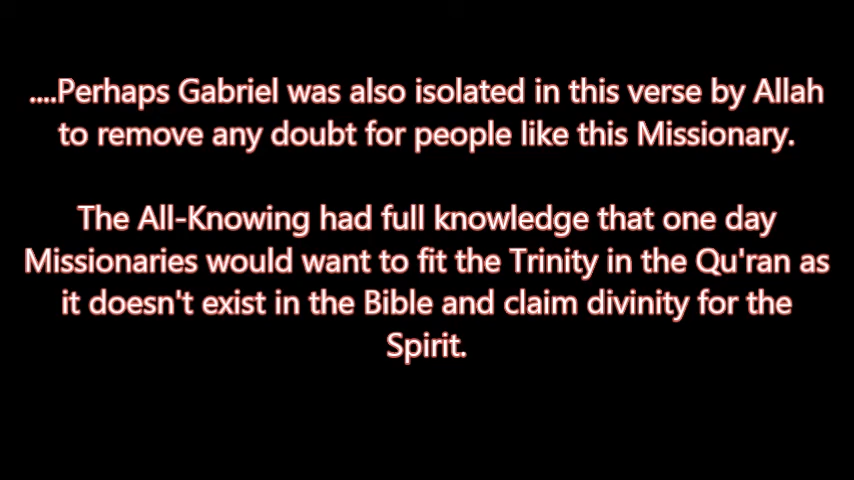 ....Perhaps Gabriel was also isolated in this verse by Allah
to remove any doubt for people like this Missionary.
The All-Knowing had full knowledge that one day
Missionaries would want to fit the Trinity in the Qu'ran as
it doesn't exist in the Bible and claim divinity for the
Spirit.